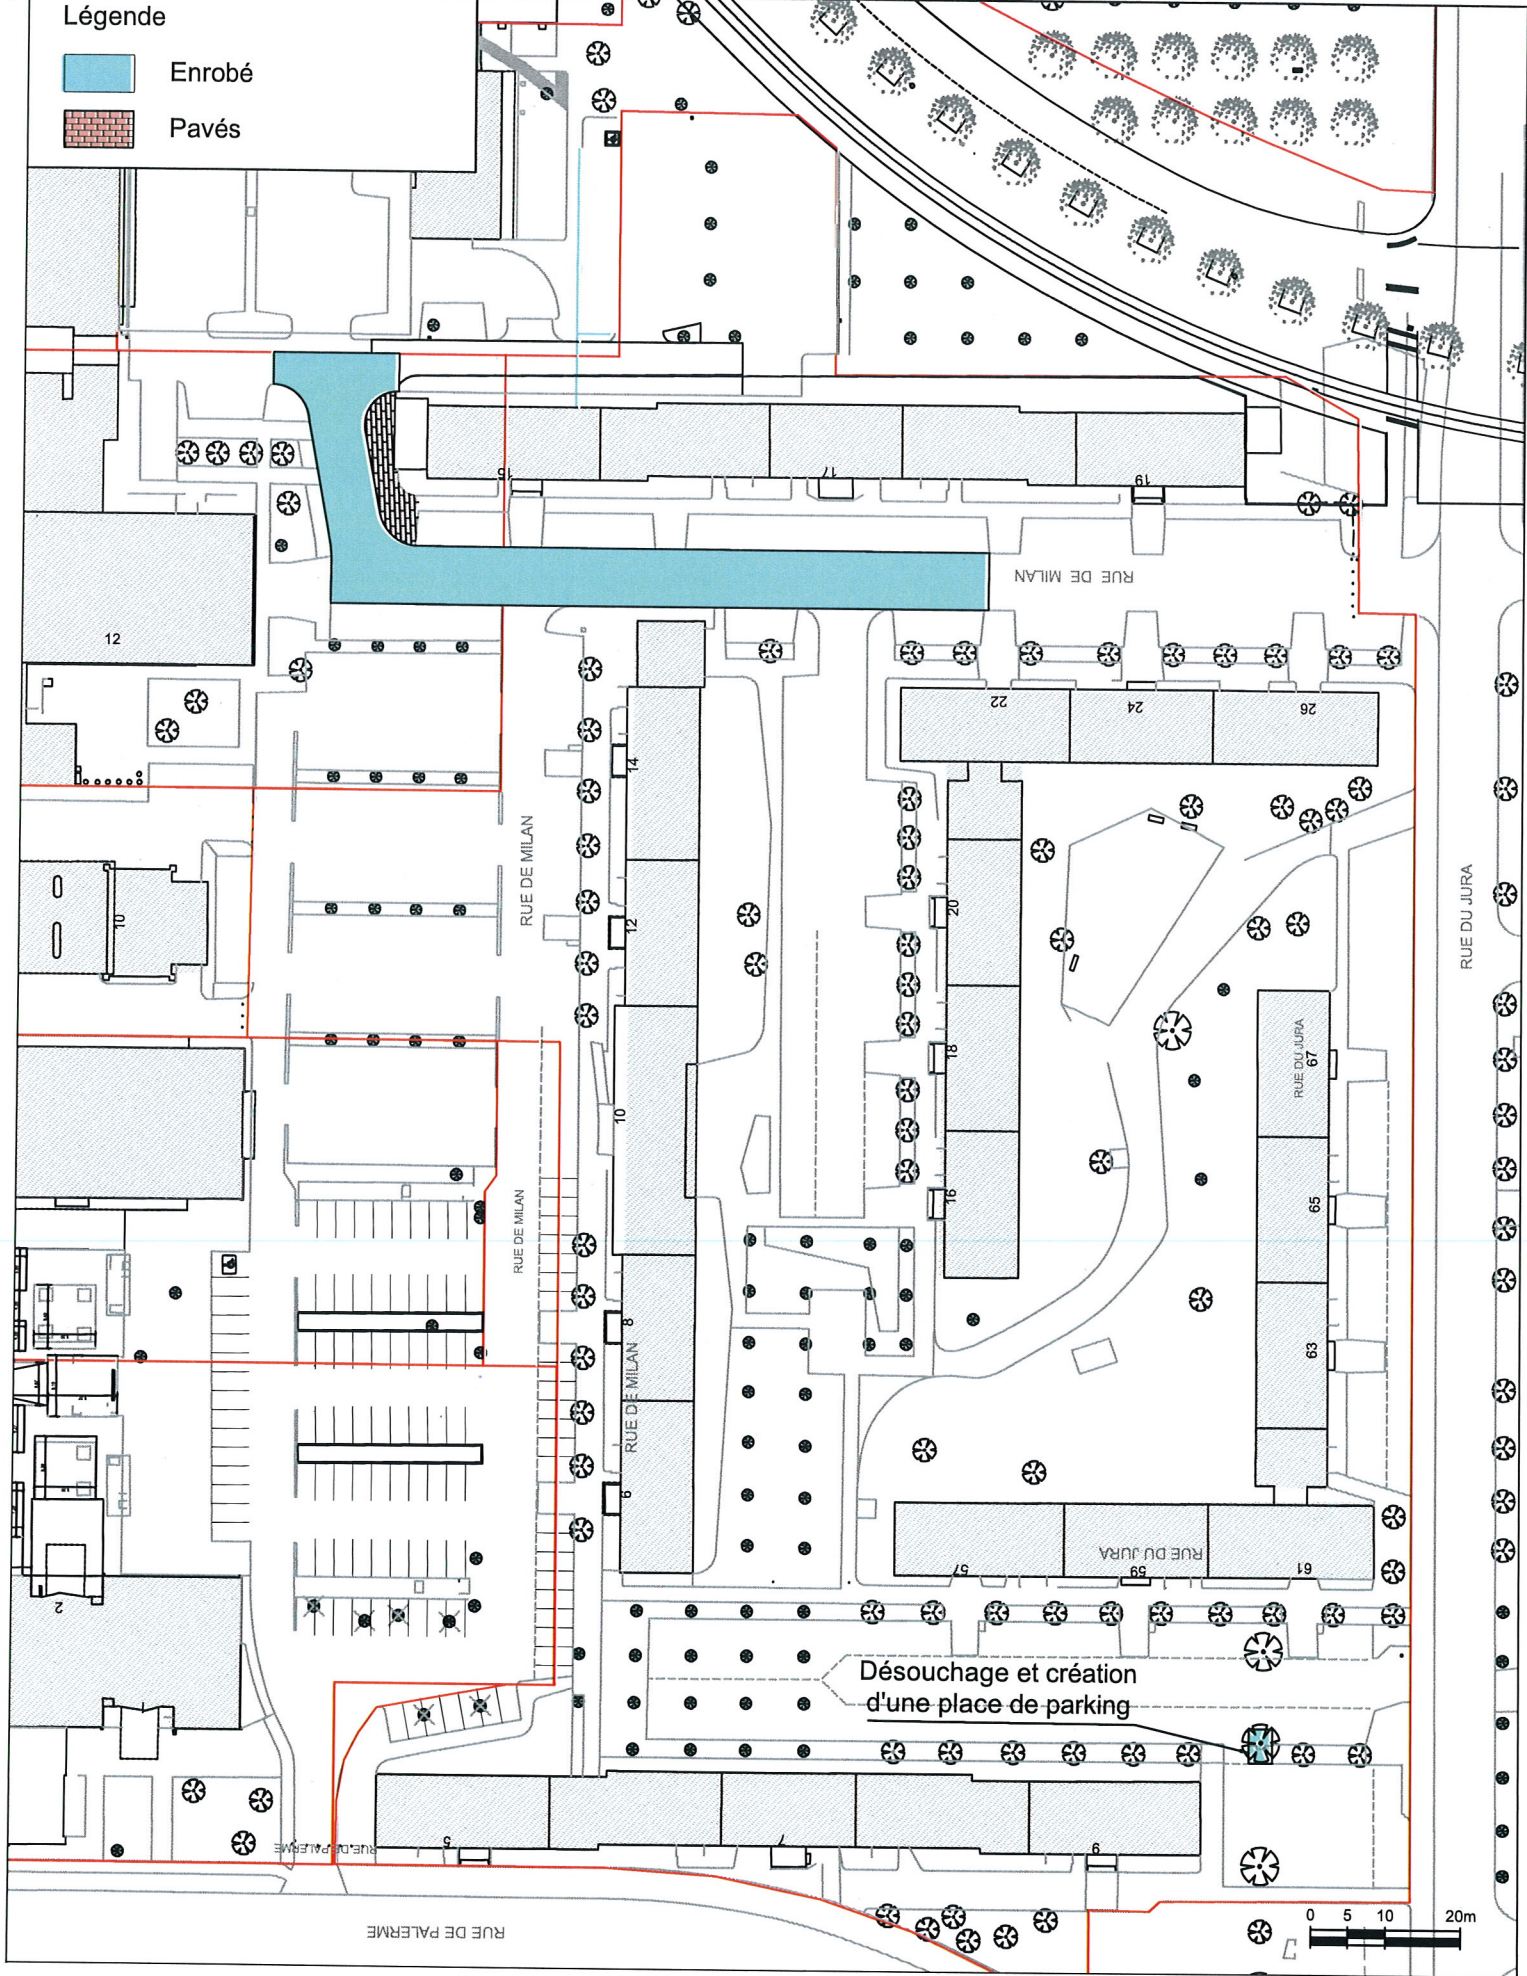 Légende
Enrobé
Pavés
15
17
19
RUE DE MILAN
12
22
24
26
14
RUE DE MILAN
12
10
20
RUE DU JURA
18
RUE DU JURA
67
10
16
65
RUE DE MILAN
8
63
RUE DE MILAN
6
57
RUE DU JURA
59
61
2
Désouchage et création
d'une place de parking
5
7
9
RUE DE PALERME
RUE DE PALERME
0 5 10 20m